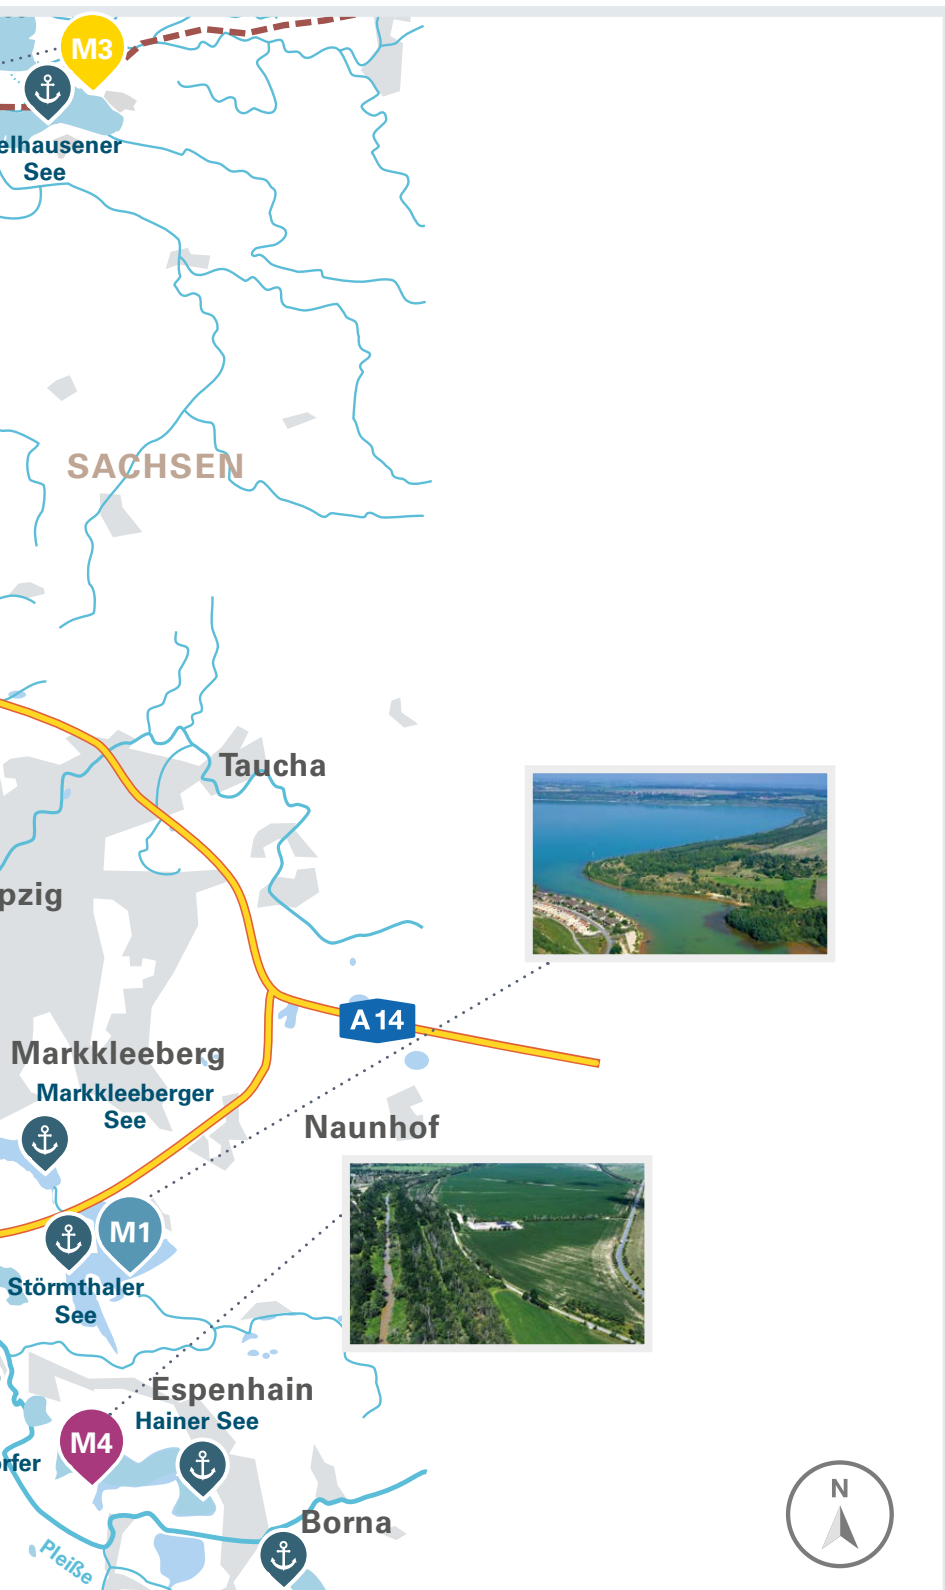 M3
elhausener
See
SACHSEN
Taucha
pzig
A 14
Markkleeberg
Markkleeberger
See
Naunhof
M1
Störmthaler
See
Espenhain
Hainer See
M4
rfer
N
Borna
Pleiße